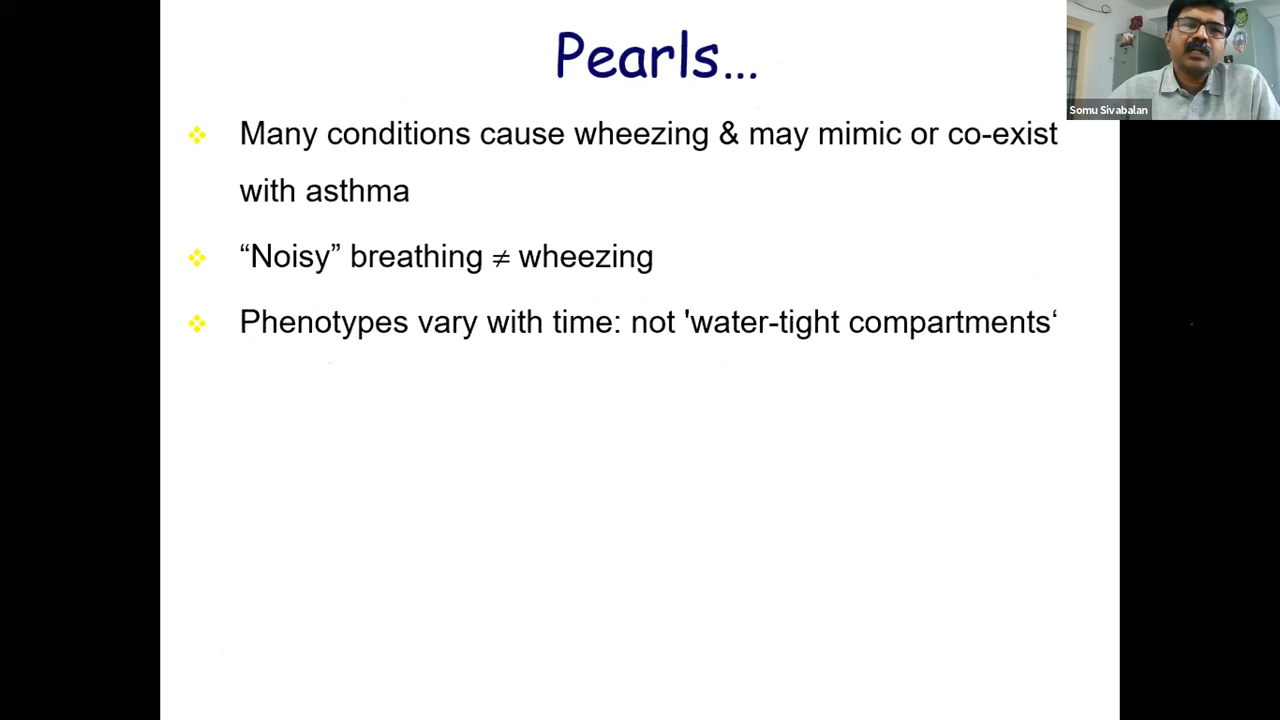 Pearls...
Somu Sivabalan
Many conditions cause wheezing & may mimic or co-exist
with asthma
“Noisy” breathing ≠ wheezing
Phenotypes vary with time: not 'water-tight compartments‘